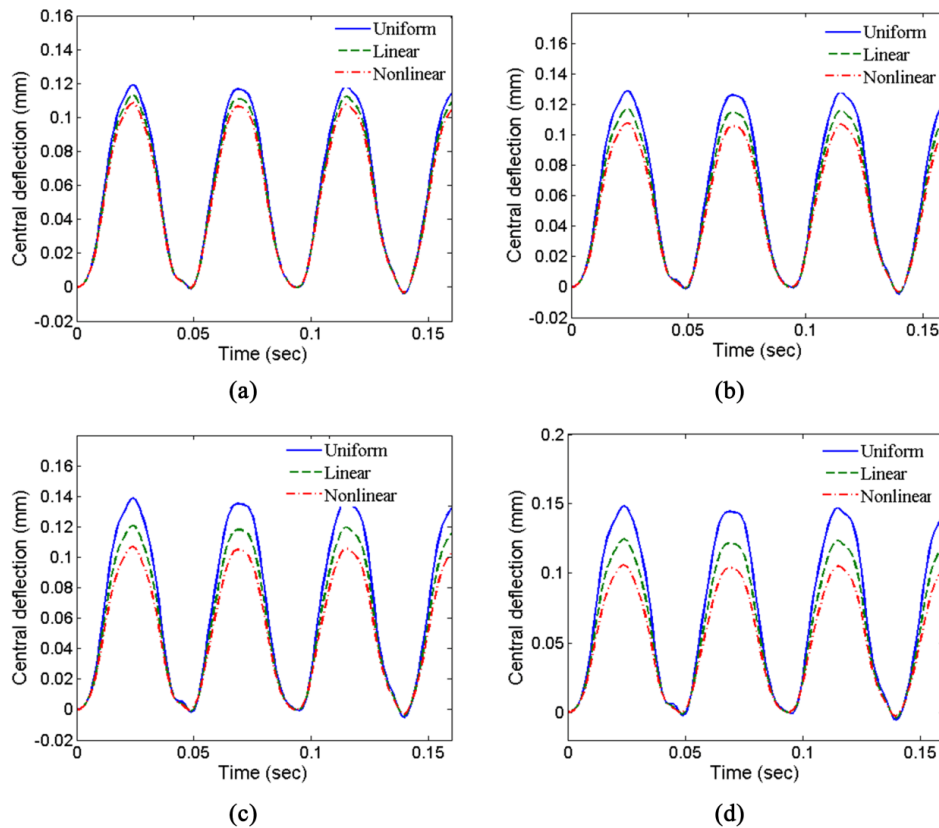 0.18
0.16
0.14
0.12
0.1
0.08
0.06
0.04
0.02
0
-0.02
Central deflection (mm)
Uniform
Linear
Nonlinear
0
0.05
0.1
0.15
Time (sec)
(a)
0.16
0.14
0.12
0.1
0.08
0.06
0.04
0.02
0
-0.02
Central deflection (mm)
Uniform
Linear
Nonlinear
0
0.05
0.1
0.15
Time (sec)
(b)
0.16
0.14
0.12
0.1
0.08
0.06
0.04
0.02
0
-0.02
Central deflection (mm)
Uniform
Linear
Nonlinear
0
0.05
0.1
0.15
Time (sec)
(c)
0.2
0.15
0.1
0.05
0
Central deflection (mm)
Uniform
Linear
Nonlinear
0
0.05
0.1
0.15
Time (sec)
(d)